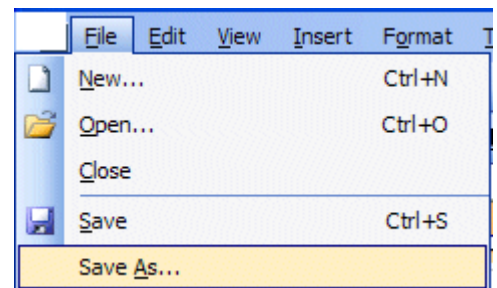 File Edit View Insert Format T
New... Ctrl+N
Open... Ctrl+O
Close
Save Ctrl+S
Save As...